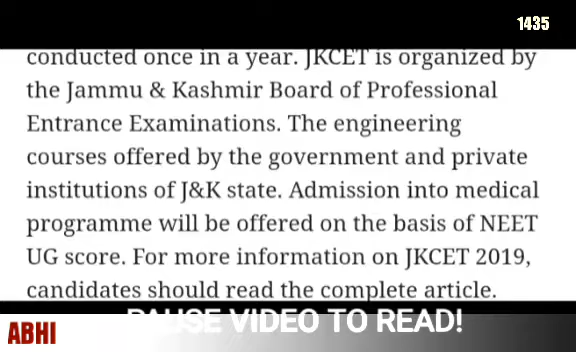 1435
conducted once in a year. JKCET is organized by
the Jammu & Kashmir Board of Professional
Entrance Examinations. The engineering
courses offered by the government and private
institutions of J&K state. Admission into medical
programme will be offered on the basis of NEET
UG score. For more information on JKCET 2019,
candidates should read the complete article.
PAUSE VIDEO TO READ!
ABHI